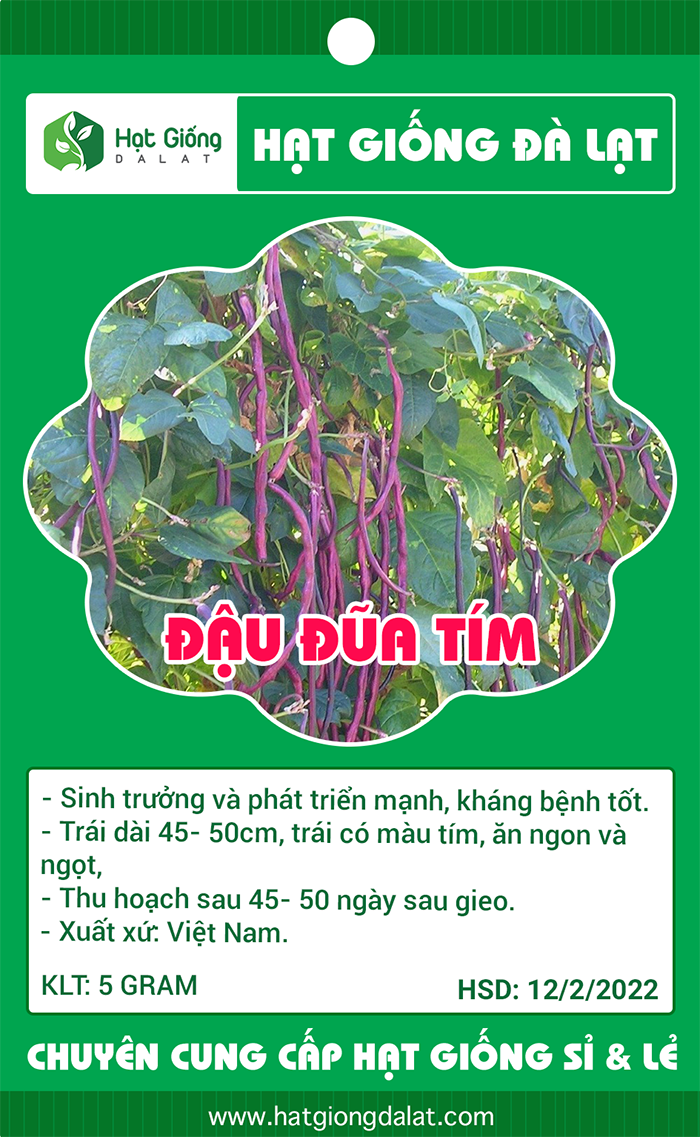 Hạt Giống
DALAT
HẠT GIỐNG ĐÀ LẠT
ĐẬU ĐŨA TÍM
- Sinh trưởng và phát triển mạnh, kháng bệnh tốt.
- Trái dài 45- 50cm, trái có màu tím, ăn ngon và
ngọt,
- Thu hoạch sau 45- 50 ngày sau gieo.
- Xuất xứ: Việt Nam.
KLT: 5 GRAM
HSD: 12/2/2022
CHUYÊN CUNG CẤP HẠT GIỐNG SỈ & LẺ
www.hatgiongdalat.com